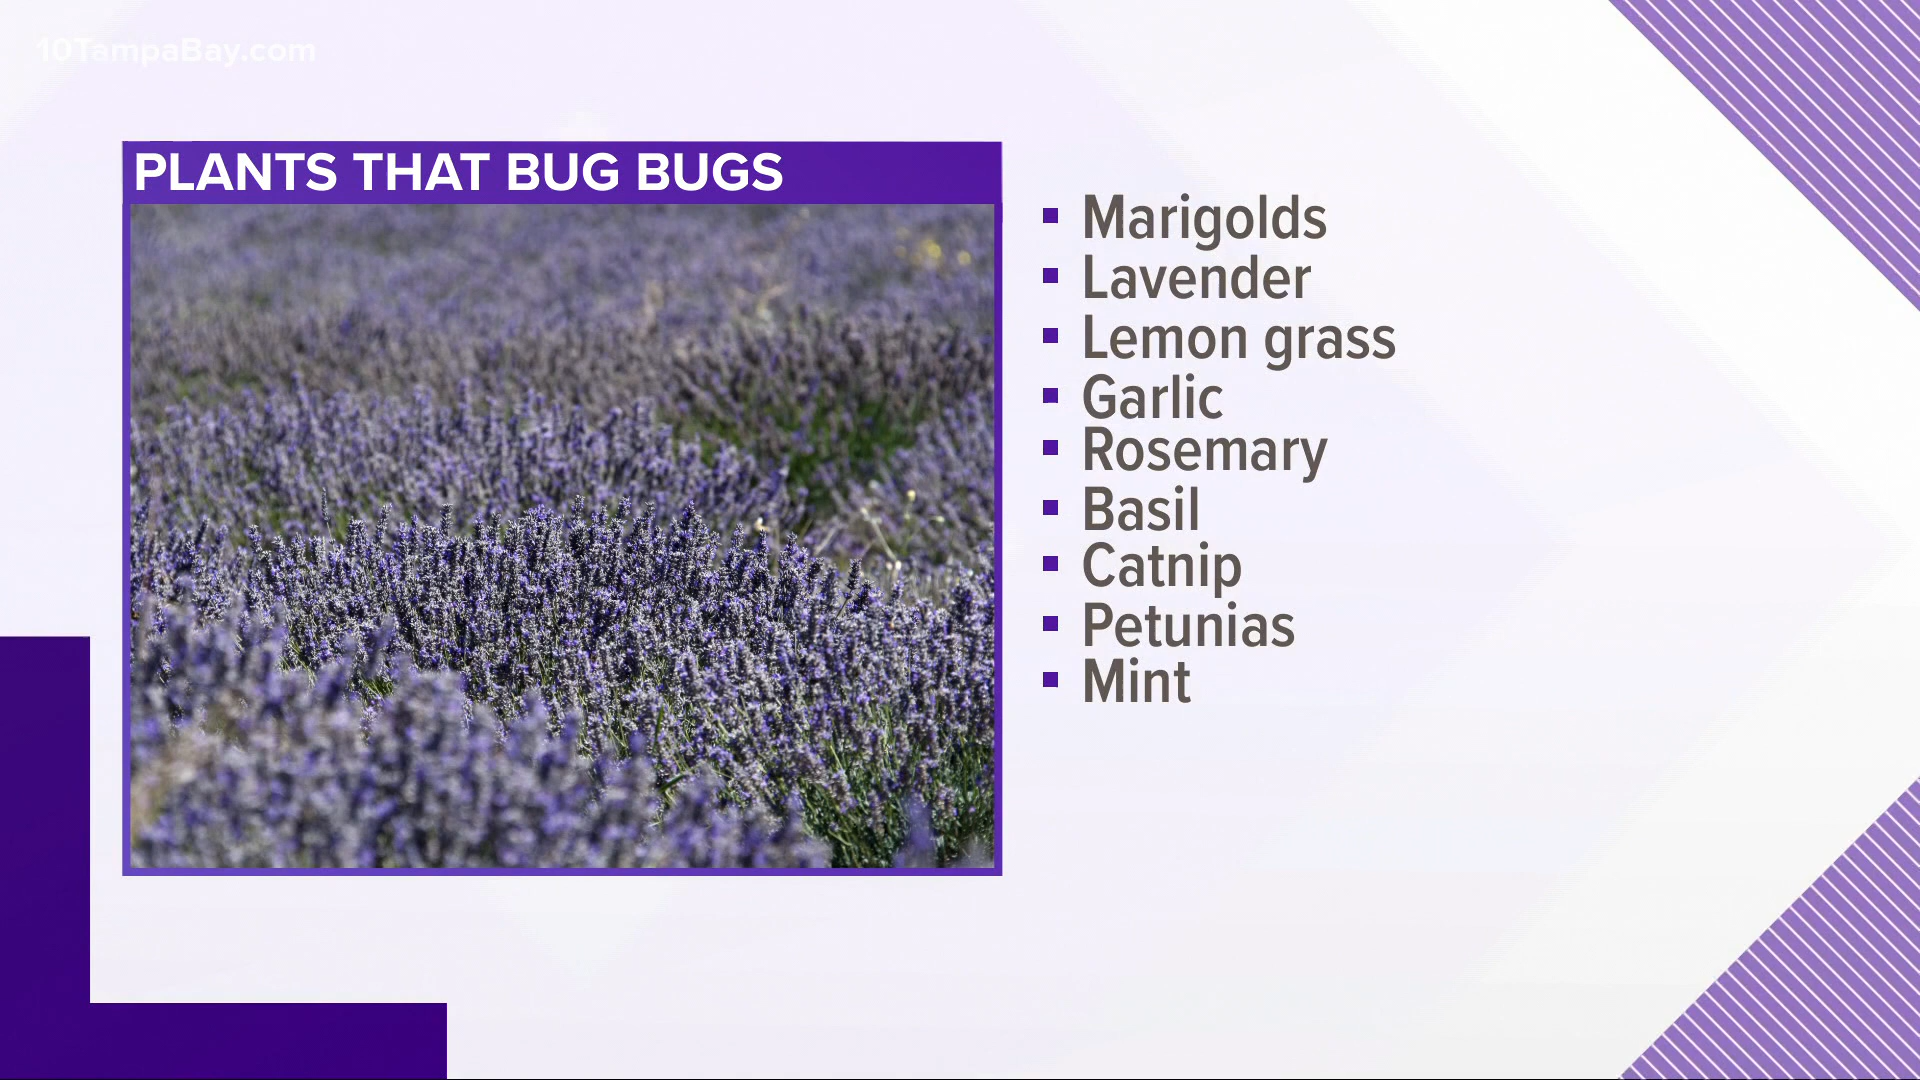 10TampaBay.com
PLANTS THAT BUG BUGS
Marigolds
Lavender
Lemon grass
Garlic
Rosemary
Basil
Catnip
Petunias
Mint